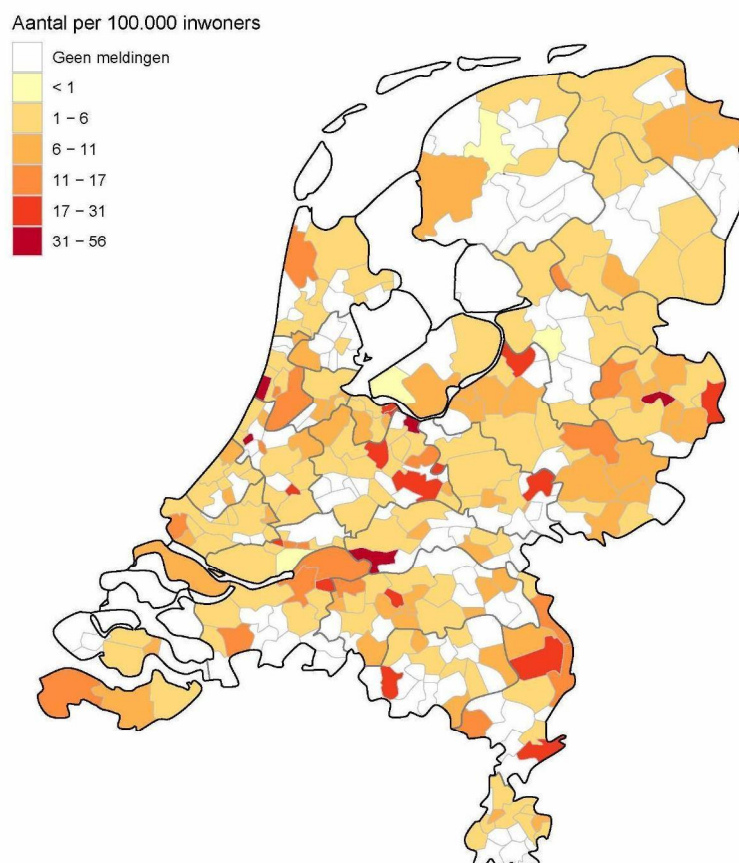 Aantal per 100.000 inwoners
Geen meldingen
< 1
1 – 6
6 – 11
11 – 17
17 – 31
31 – 56